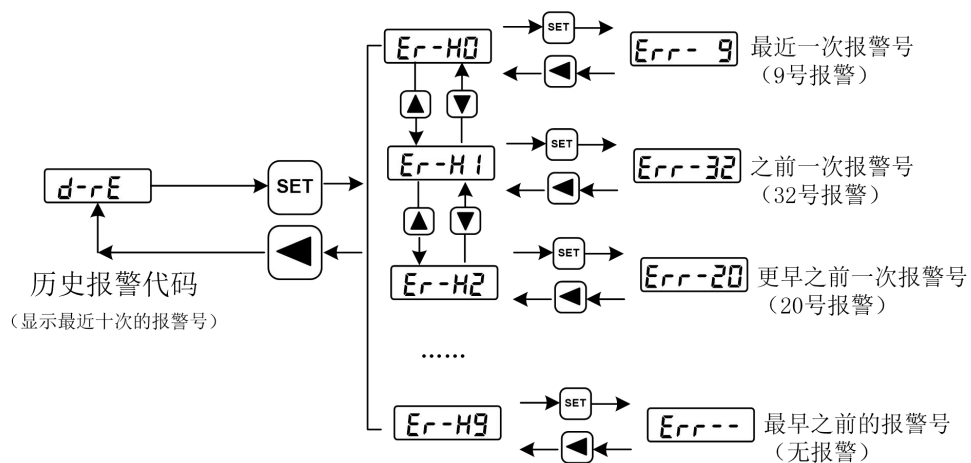 Er-H0
SET
Err- 9
最近一次报警号
（9号报警）
Er-H1
SET
Err-32
之前一次报警号
（32号报警）
d-rE
SET
历史报警代码
（显示最近十次的报警号）
Er-H2
SET
Err-20
更早之前一次报警号
（20号报警）
······
Er-H9
SET
Err--
最早之前的报警号
（无报警）